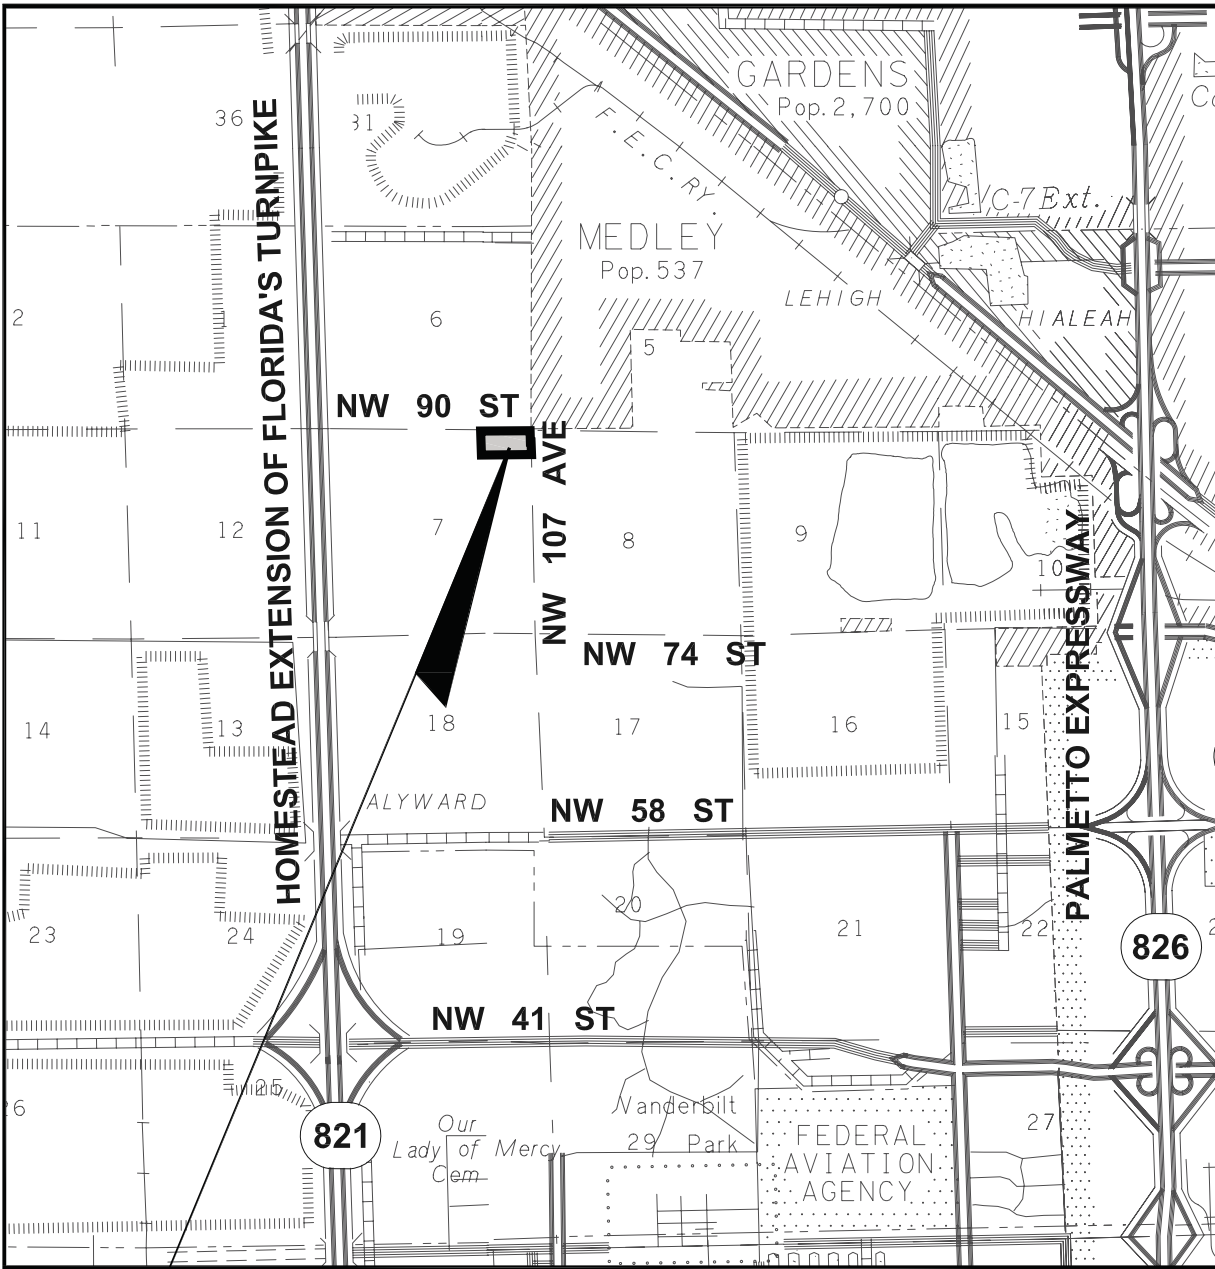 GARDENS
Pop. 2,700
36
31
F.E.C. RY.
C-7 Ext.
HOMESTEAD EXTENSION OF FLORIDA'S TURNPIKE
MEDLEY
Pop. 537
LEHIGH
HIALEAH
2
1
6
5
NW 90 ST
NW 107 AVE
11
12
7
8
9
10
PALMETTO EXPRESSWAY
NW 74 ST
14
13
18
17
16
15
ALYWARD
NW 58 ST
23
24
19
20
21
22
826
NW 41 ST
25
26
821
Our
Lady of Mercy
Cem
Vanderbilt
29 Park
FEDERAL
AVIATION
AGENCY
27